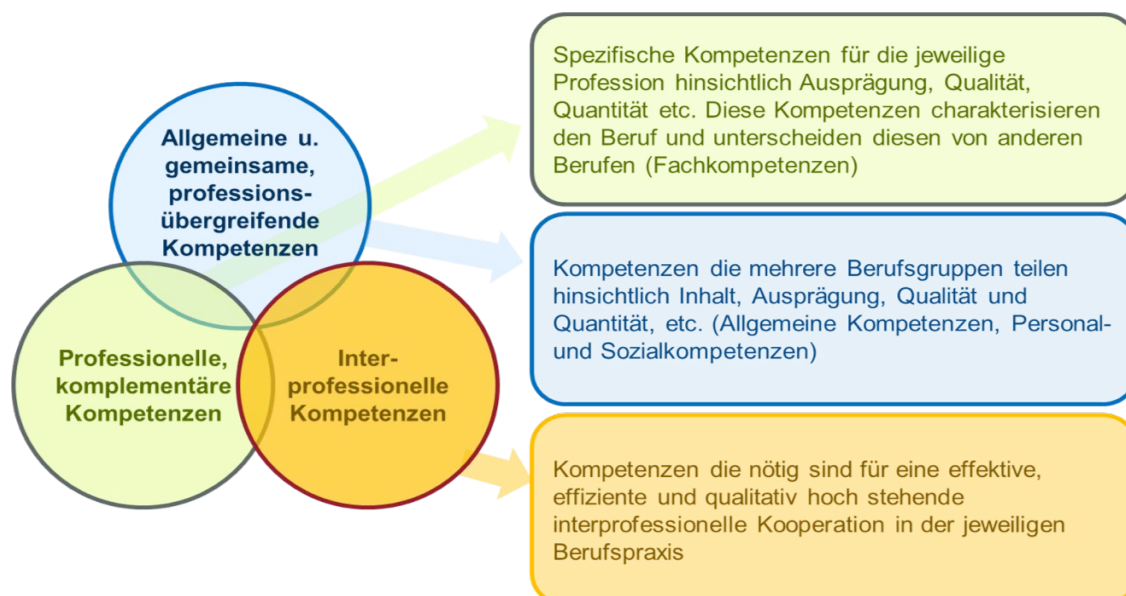 Allgemeine u.
gemeinsame,
professions-
übergreifende
Kompetenzen
Professionelle,
komplementäre
Kompetenzen
Inter-
professionelle
Kompetenzen
Spezifische Kompetenzen für die jeweilige
Profession hinsichtlich Ausprägung, Qualität,
Quantität etc. Diese Kompetenzen charakterisieren
den Beruf und unterscheiden diesen von anderen
Berufen (Fachkompetenzen)
Kompetenzen die mehrere Berufsgruppen teilen
hinsichtlich Inhalt, Ausprägung, Qualität und
Quantität, etc. (Allgemeine Kompetenzen, Personal-
und Sozialkompetenzen)
Kompetenzen die nötig sind für eine effektive,
effiziente und qualitativ hoch stehende
interprofessionelle Kooperation in der jeweiligen
Berufspraxis